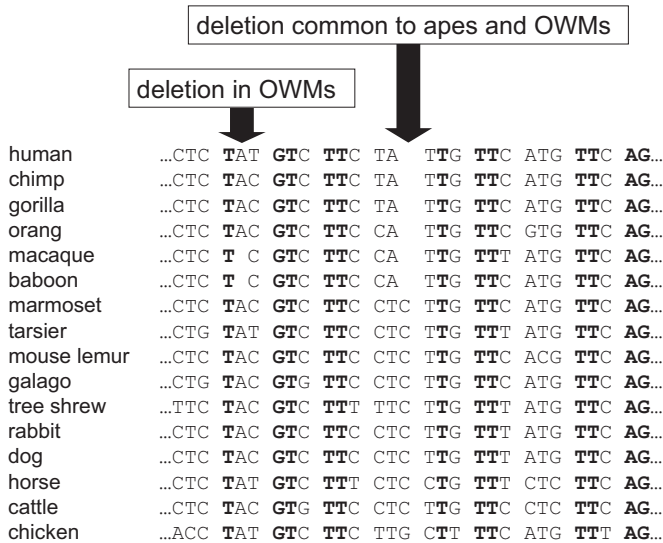 deletion common to apes and OWMs
deletion in OWMs
human ...CTC TAT GTC TTC TA TTG TTC ATG TTC AG...
chimp ...CTC TAC GTC TTC TA TTG TTC ATG TTC AG...
gorilla ...CTC TAC GTC TTC TA TTG TTC ATG TTC AG...
orang ...CTC TAC GTC TTC CA TTG TTC GTG TTC AG...
macaque ...CTC T C GTC TTC CA TTG TTT ATG TTC AG...
baboon ...CTC T C GTC TTC CA TTG TTC ATG TTC AG...
marmoset ...CTC TAC GTC TTC CTC TTG TTC ATG TTC AG...
tarsier ...CTG TAT GTC TTC CTC TTG TTT ATG TTC AG...
mouse lemur ...CTC TAC GTC TTC CTC TTG TTC ACG TTC AG...
galago ...CTG TAC GTG TTC CTC TTG TTC ATG TTC AG...
tree shrew ...TTC TAC GTC TTT TTC TTG TTT ATG TTC AG...
rabbit ...CTC TAC GTC TTC CTC TTG TTT ATG TTC AG...
dog ...CTC TAC GTC TTC CTC TTG TTT ATG TTC AG...
horse ...CTC TAT GTC TTT CTC CTG TTT CTC TTC AG...
cattle ...CTC TAC GTG TTC CTC TTG TTC CTC TTC AG...
chicken ...ACC TAT GTC TTC TTG CTT TTC ATG TTT AG...